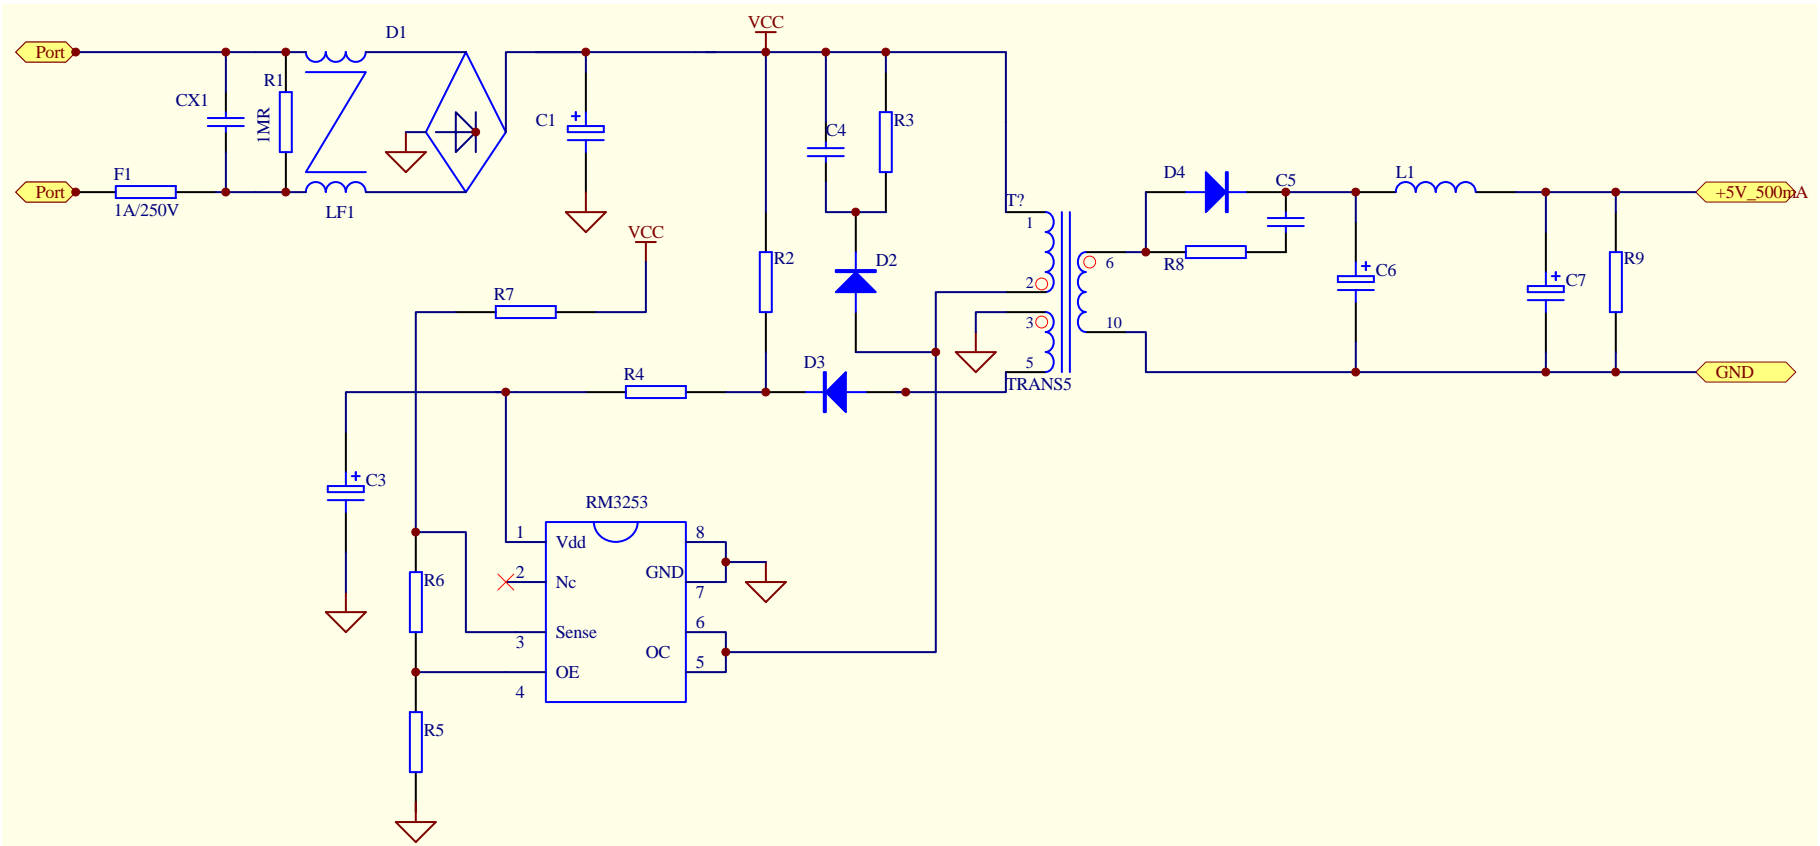 VCC
D1
Port
R1
CX1
1MR
C1
C4
R3
F1
Port
1A/250V
LF1
D4
C5
L1
+5V_500mA
T?
1
VCC
R2
D2
R8
6
C6
R9
2
C7
R7
3
10
D3
5
R4
TRANS5
GND
C3
RM3253
1
Vdd
8
2
Nc
GND
R6
7
Sense
6
3
OC
5
OE
4
R5